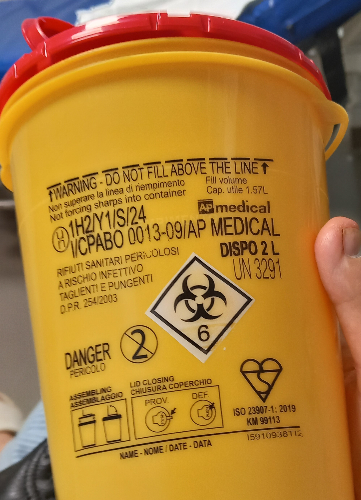 ↑WARNING - DO NOT FILL ABOVE THE LINE↑
Non superare la linea di riempimento
Not forcing sharps into container
Fill volume
Cap. utile 1.57L
AP medical
1H2/Y1/S/24
I/CPABO 0013-09/AP MEDICAL
RIFIUTI SANITARI PERICOLOSI
A RISCHIO INFETTIVO
TAGLIENTI E PUNGENTI
D.P.R. 254/2003
DISPO 2 L
UN 3291
6
DANGER
PERICOLO
2
ASSEMBLING
ASSEMBLAGGIO
LID CLOSING
CHIUSURA COPERCHIO
PROV.
DEF.
ISO 23907-1: 2019
KM 99113
NAME - NOME / DATE - DATA